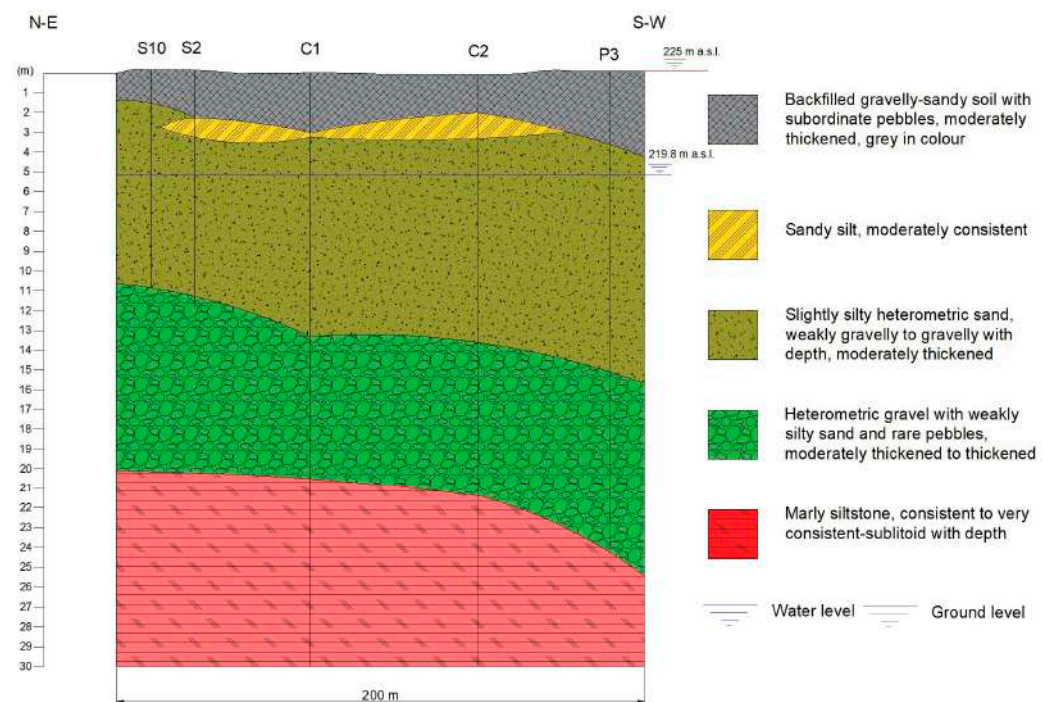 N-E
S-W
S10 S2 C1 C2 P3
225 m a.s.l.
(m)
1
2
3
4
5
6
7
8
9
10
11
12
13
14
15
16
17
18
19
20
21
22
23
24
25
26
27
28
29
30
219.8 m a.s.l.
200 m
Backfilled gravelly-sandy soil with
subordinate pebbles, moderately
thickened, grey in colour
Sandy silt, moderately consistent
Slightly silty heterometric sand,
weakly gravelly to gravelly with
depth, moderately thickened
Heterometric gravel with weakly
silty sand and rare pebbles,
moderately thickened to thickened
Marly siltstone, consistent to very
consistent-sublitoid with depth
Water level
Ground level